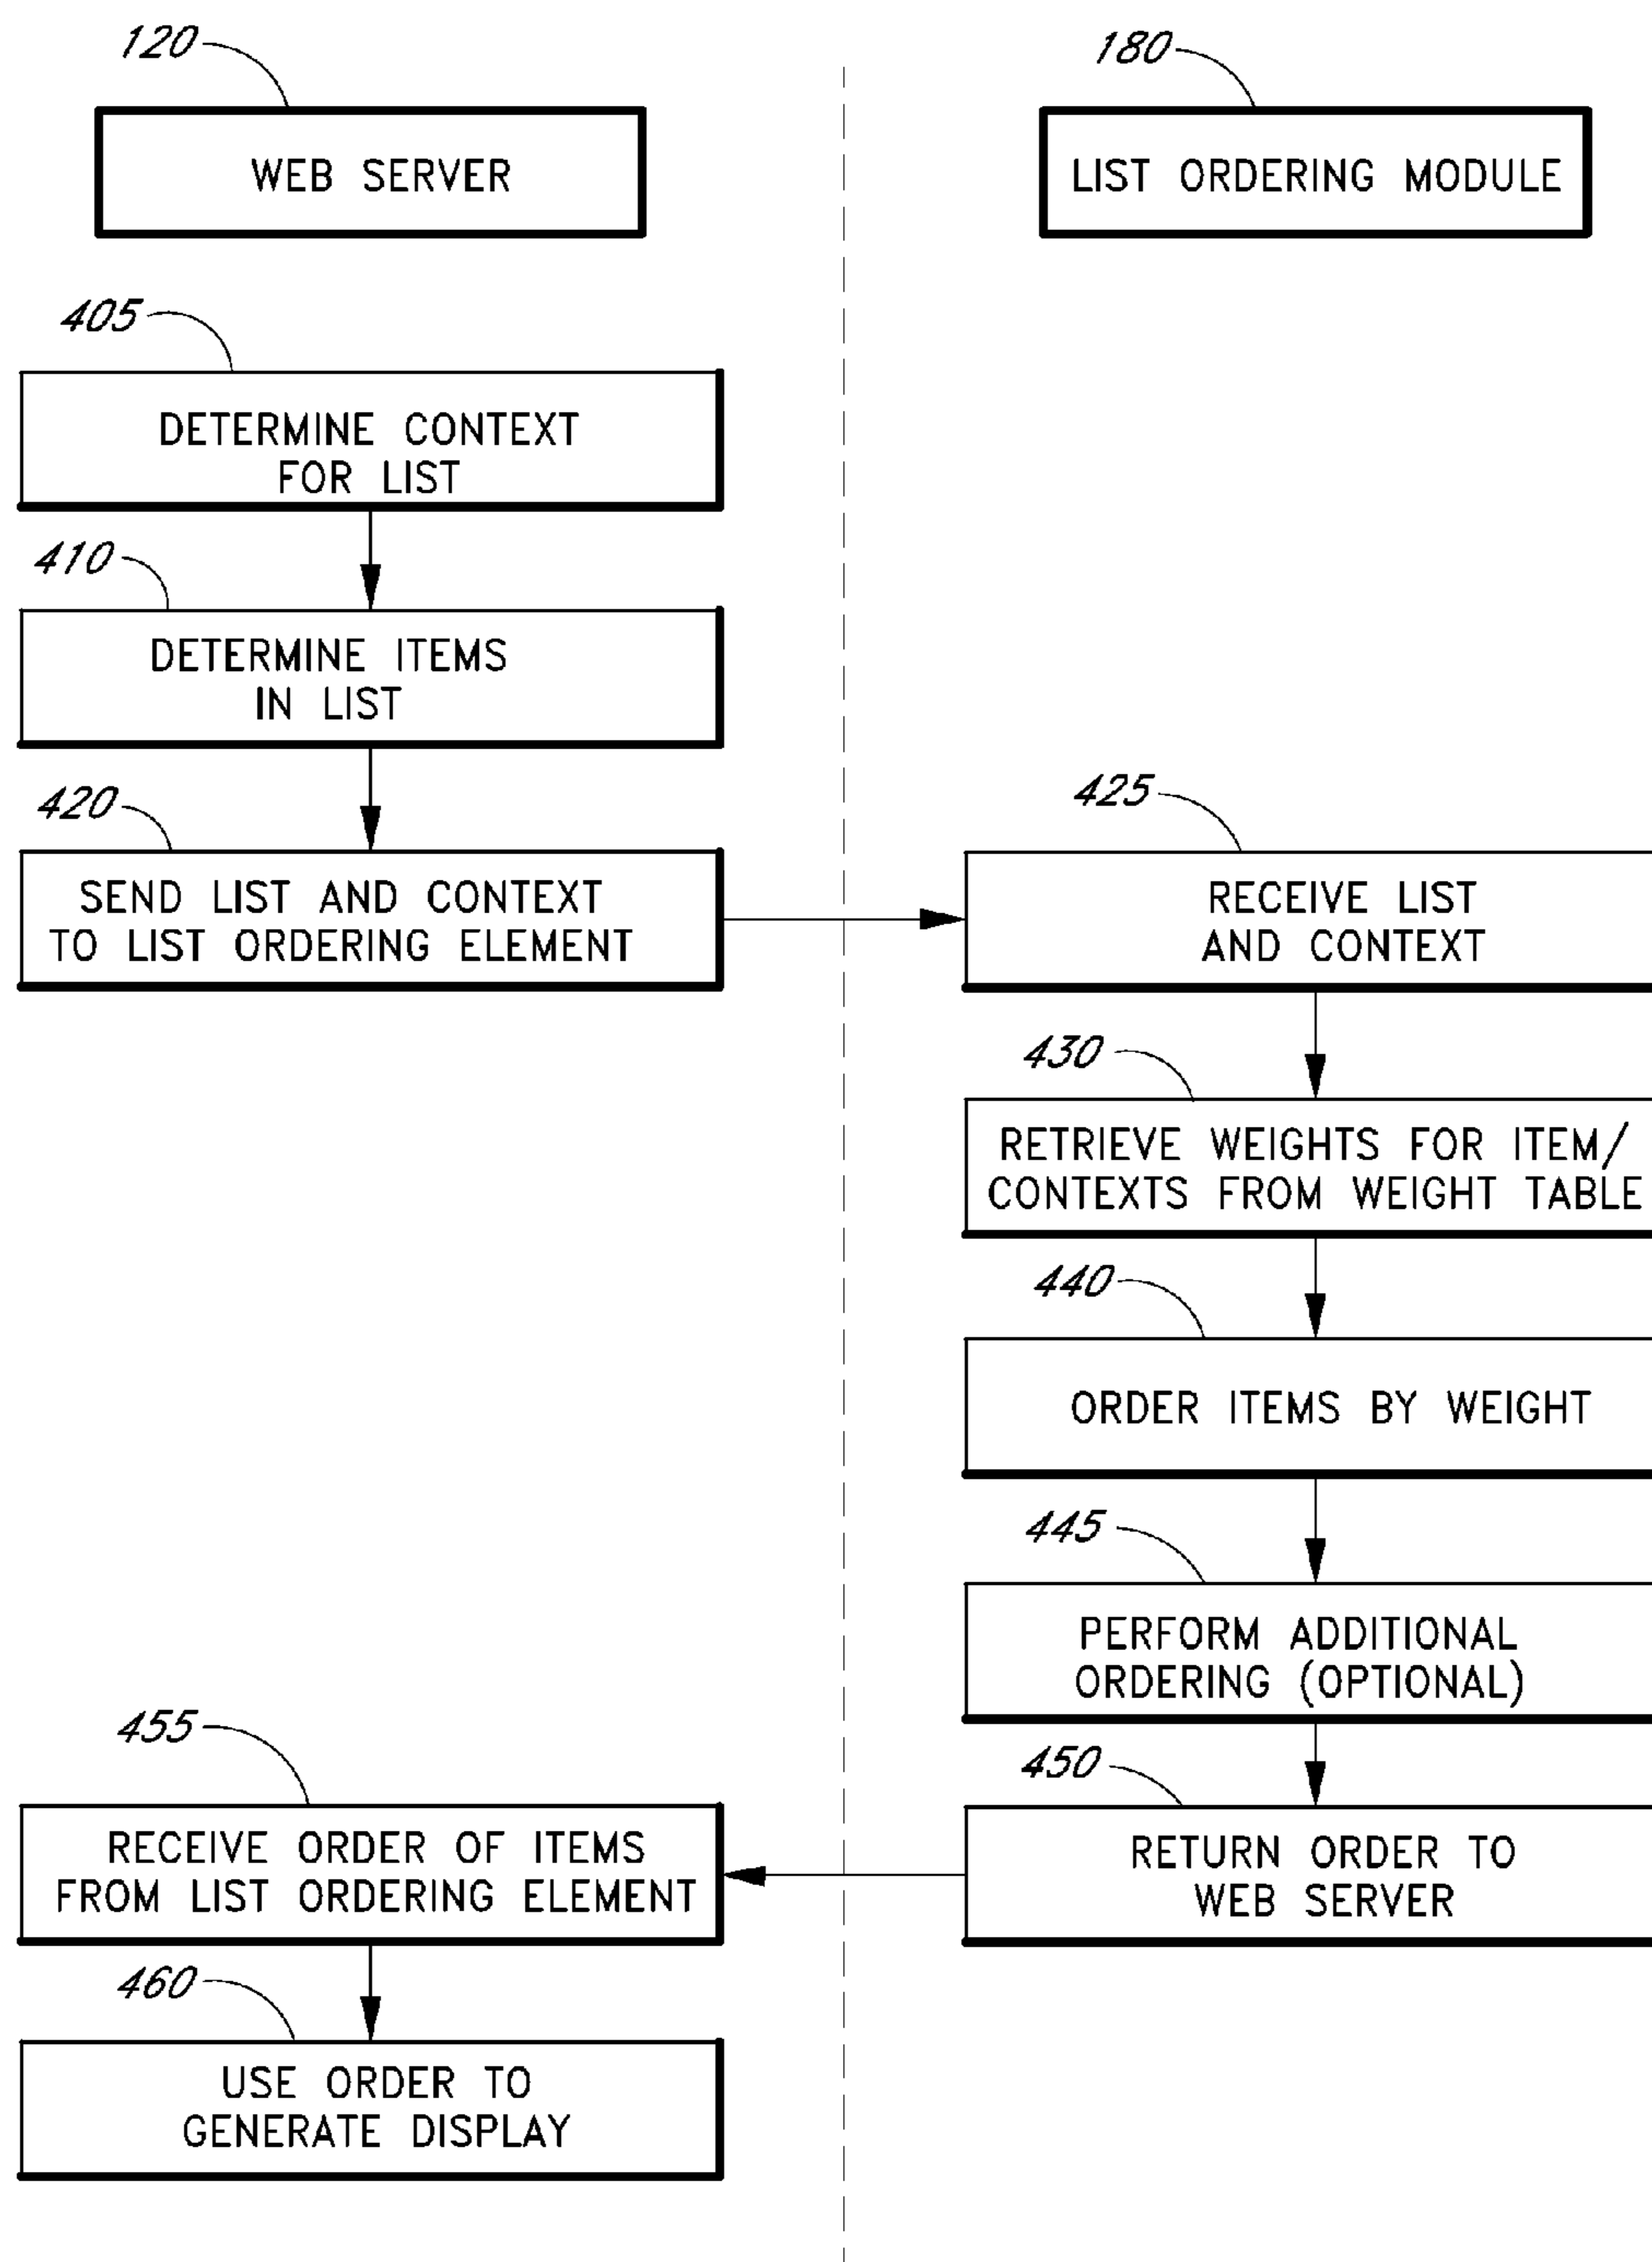 120
WEB SERVER
180
LIST ORDERING MODULE
405
DETERMINE CONTEXT
FOR LIST
410
DETERMINE ITEMS
IN LIST
420
SEND LIST AND CONTEXT
TO LIST ORDERING ELEMENT
425
RECEIVE LIST
AND CONTEXT
430
RETRIEVE WEIGHTS FOR ITEM/
CONTEXTS FROM WEIGHT TABLE
440
ORDER ITEMS BY WEIGHT
445
PERFORM ADDITIONAL
ORDERING (OPTIONAL)
450
RETURN ORDER TO
WEB SERVER
455
RECEIVE ORDER OF ITEMS
FROM LIST ORDERING ELEMENT
460
USE ORDER TO
GENERATE DISPLAY